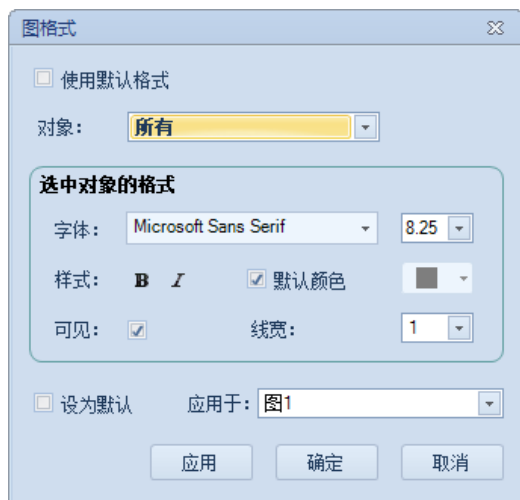 图格式
使用默认格式
对象： 所有
选中对象的格式
字体： Microsoft Sans Serif 8.25
样式： B I 默认颜色
可见： 线宽： 1
设为默认 应用于： 图1
应用 确定 取消